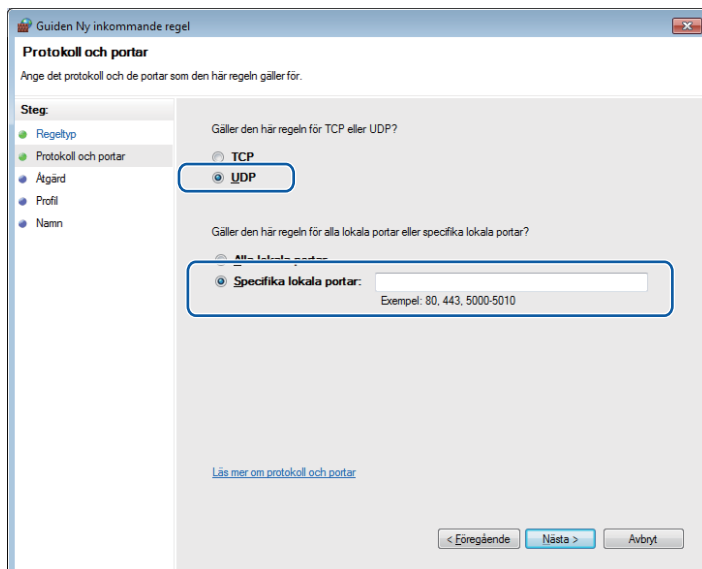 Guiden Ny inkommande regel
Protokoll och portar
Ange det protokoll och de portar som den här regeln gäller för.
Steg:
Regeltyp
Protokoll och portar
Åtgärd
Profil
Namn
Gäller den här regeln för TCP eller UDP?
TCP
UDP
Gäller den här regeln för alla lokala portar eller specifika lokala portar?
Alla lokala portar
Specifika lokala portar:
Exempel: 80, 443, 5000-5010
Läs mer om protokoll och portar
< Föregående
Nästa >
Avbryt